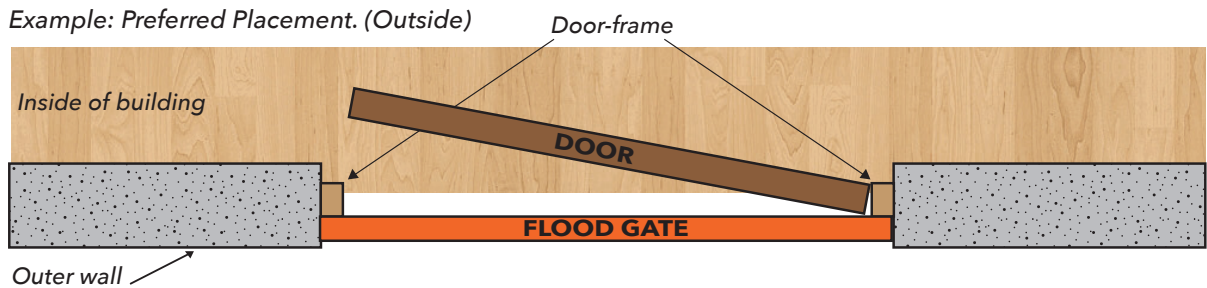 Example: Preferred Placement. (Outside)
Door-frame
Inside of building
DOOR
FLOOD GATE
Outer wall